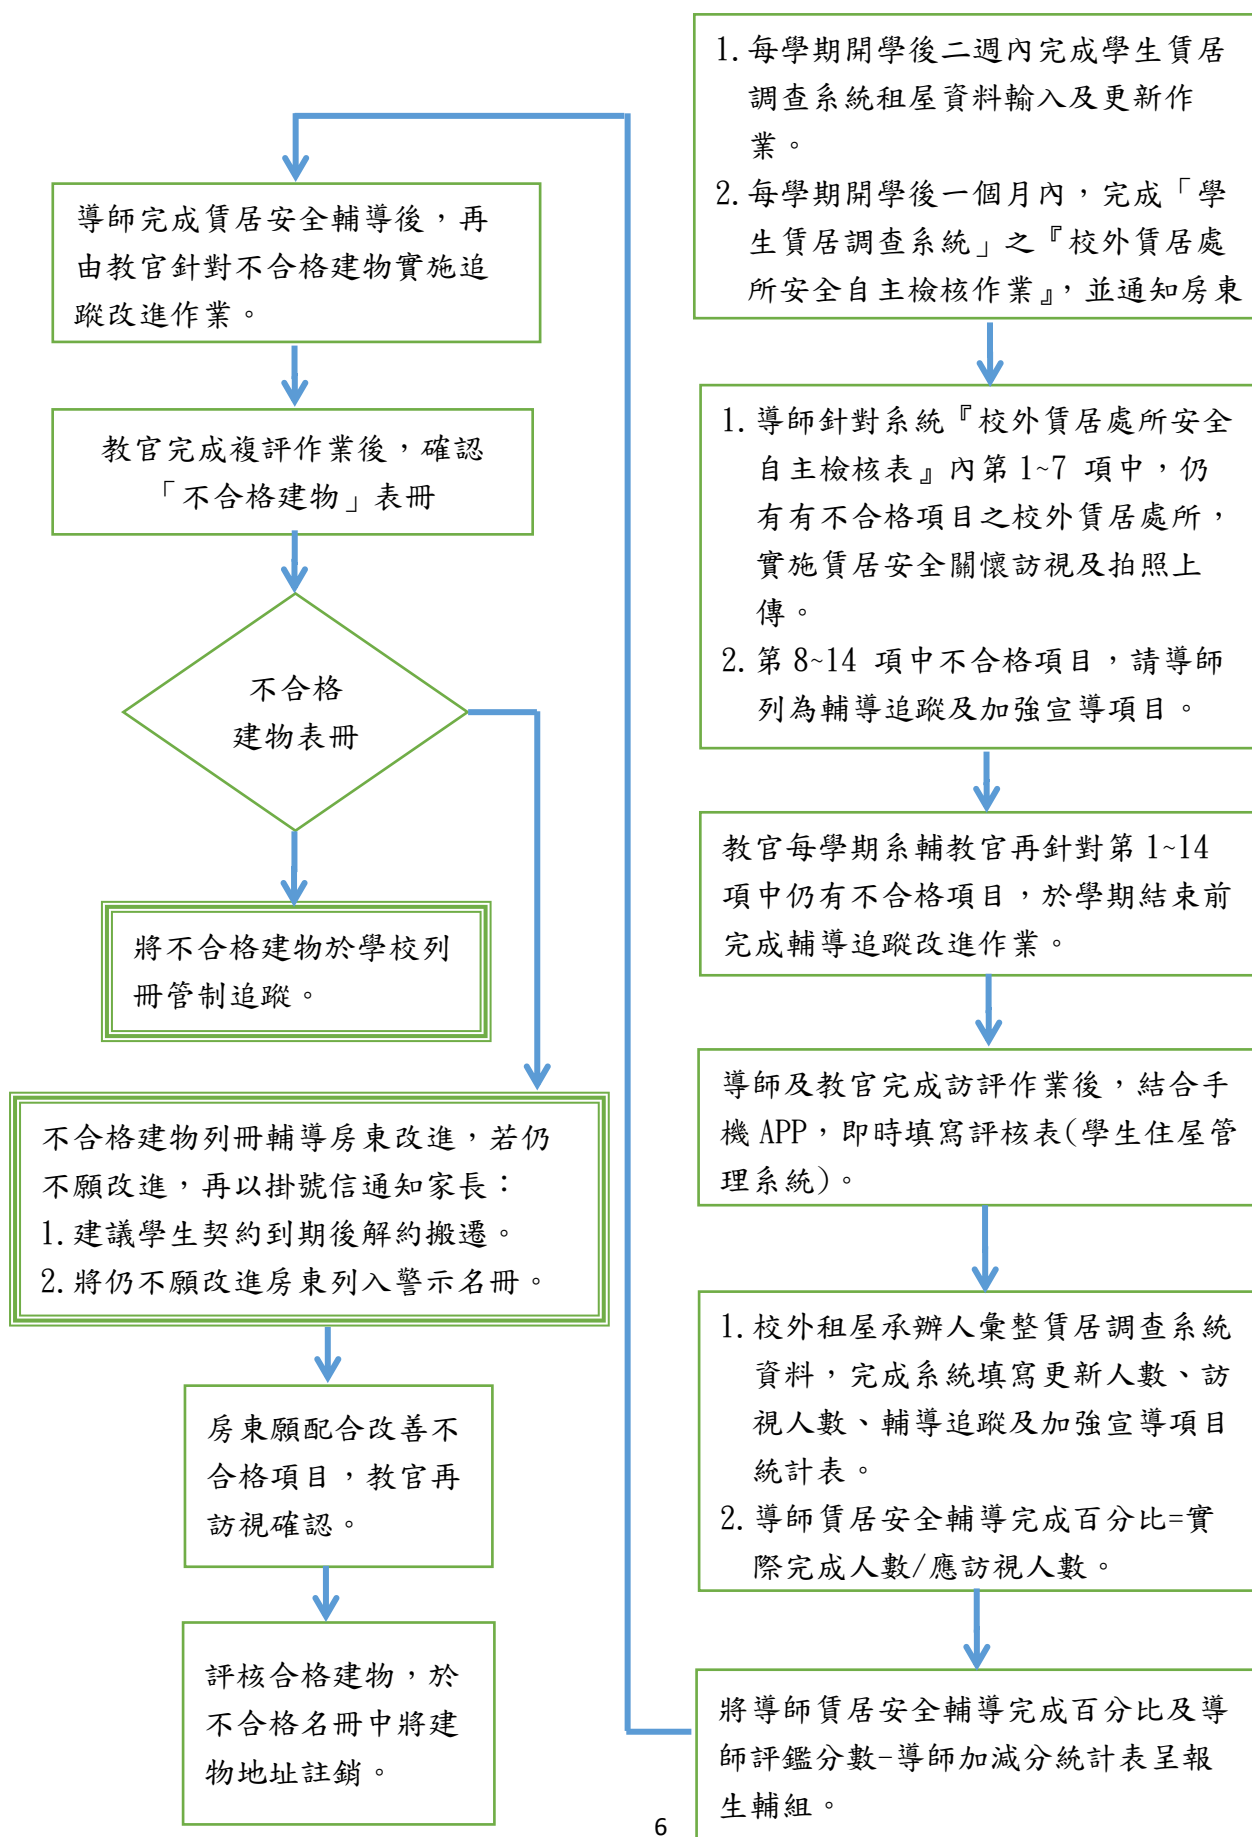 1. 每學期開學後二週內完成學生賃居
調查系統租屋資料輸入及更新作
業。
2. 每學期開學後一個月內，完成「學
生賃居調查系統」之『校外賃居處
所安全自主檢核作業』，並通知房東
1. 導師針對系統『校外賃居處所安全
自主檢核表』內第 1~7 項中，仍
有有不合格項目之校外賃居處所，
實施賃居安全關懷訪視及拍照上
傳。
2. 第 8~14 項中不合格項目，請導師
列為輔導追蹤及加強宣導項目。
教官每學期系輔教官再針對第 1~14
項中仍有不合格項目，於學期結束前
完成輔導追蹤改進作業。
導師及教官完成訪評作業後，結合手
機 APP，即時填寫評核表(學生住屋管
理系統)。
1. 校外租屋承辦人彙整賃居調查系統
資料，完成系統填寫更新人數、訪
視人數、輔導追蹤及加強宣導項目
統計表。
2. 導師賃居安全輔導完成百分比=實
際完成人數/應訪視人數。
將導師賃居安全輔導完成百分比及導
師評鑑分數-導師加減分統計表呈報
生輔組。
導師完成賃居安全輔導後，再
由教官針對不合格建物實施追
蹤改進作業。
教官完成複評作業後，確認
「不合格建物」表冊
不合格
建物表冊
將不合格建物於學校列
冊管制追蹤。
不合格建物列冊輔導房東改進，若仍
不願改進，再以掛號信通知家長：
1. 建議學生契約到期後解約搬遷。
2. 將仍不願改進房東列入警示名冊。
房東願配合改善不
合格項目，教官再
訪視確認。
評核合格建物，於
不合格名冊中將建
物地址註銷。
6